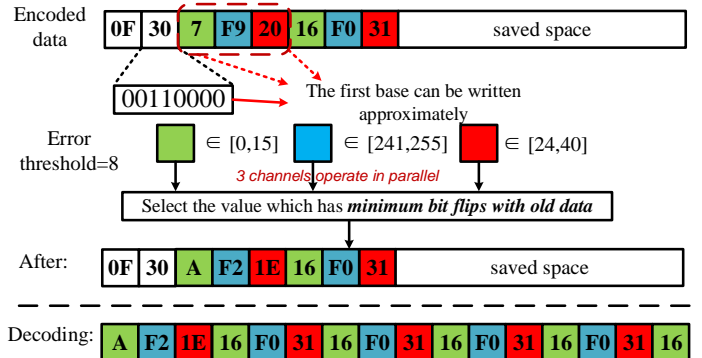 Encoded data
0F 30 7 F9 20 16 F0 31 saved space
00110000
The first base can be written approximately
Error threshold=8
∈ [0,15] ∈ [241,255] ∈ [24,40]
3 channels operate in parallel
Select the value which has minimum bit flips with old data
After: 0F 30 A F2 1E 16 F0 31 saved space
Decoding: A F2 1E 16 F0 31 16 F0 31 16 F0 31 16 F0 31 16